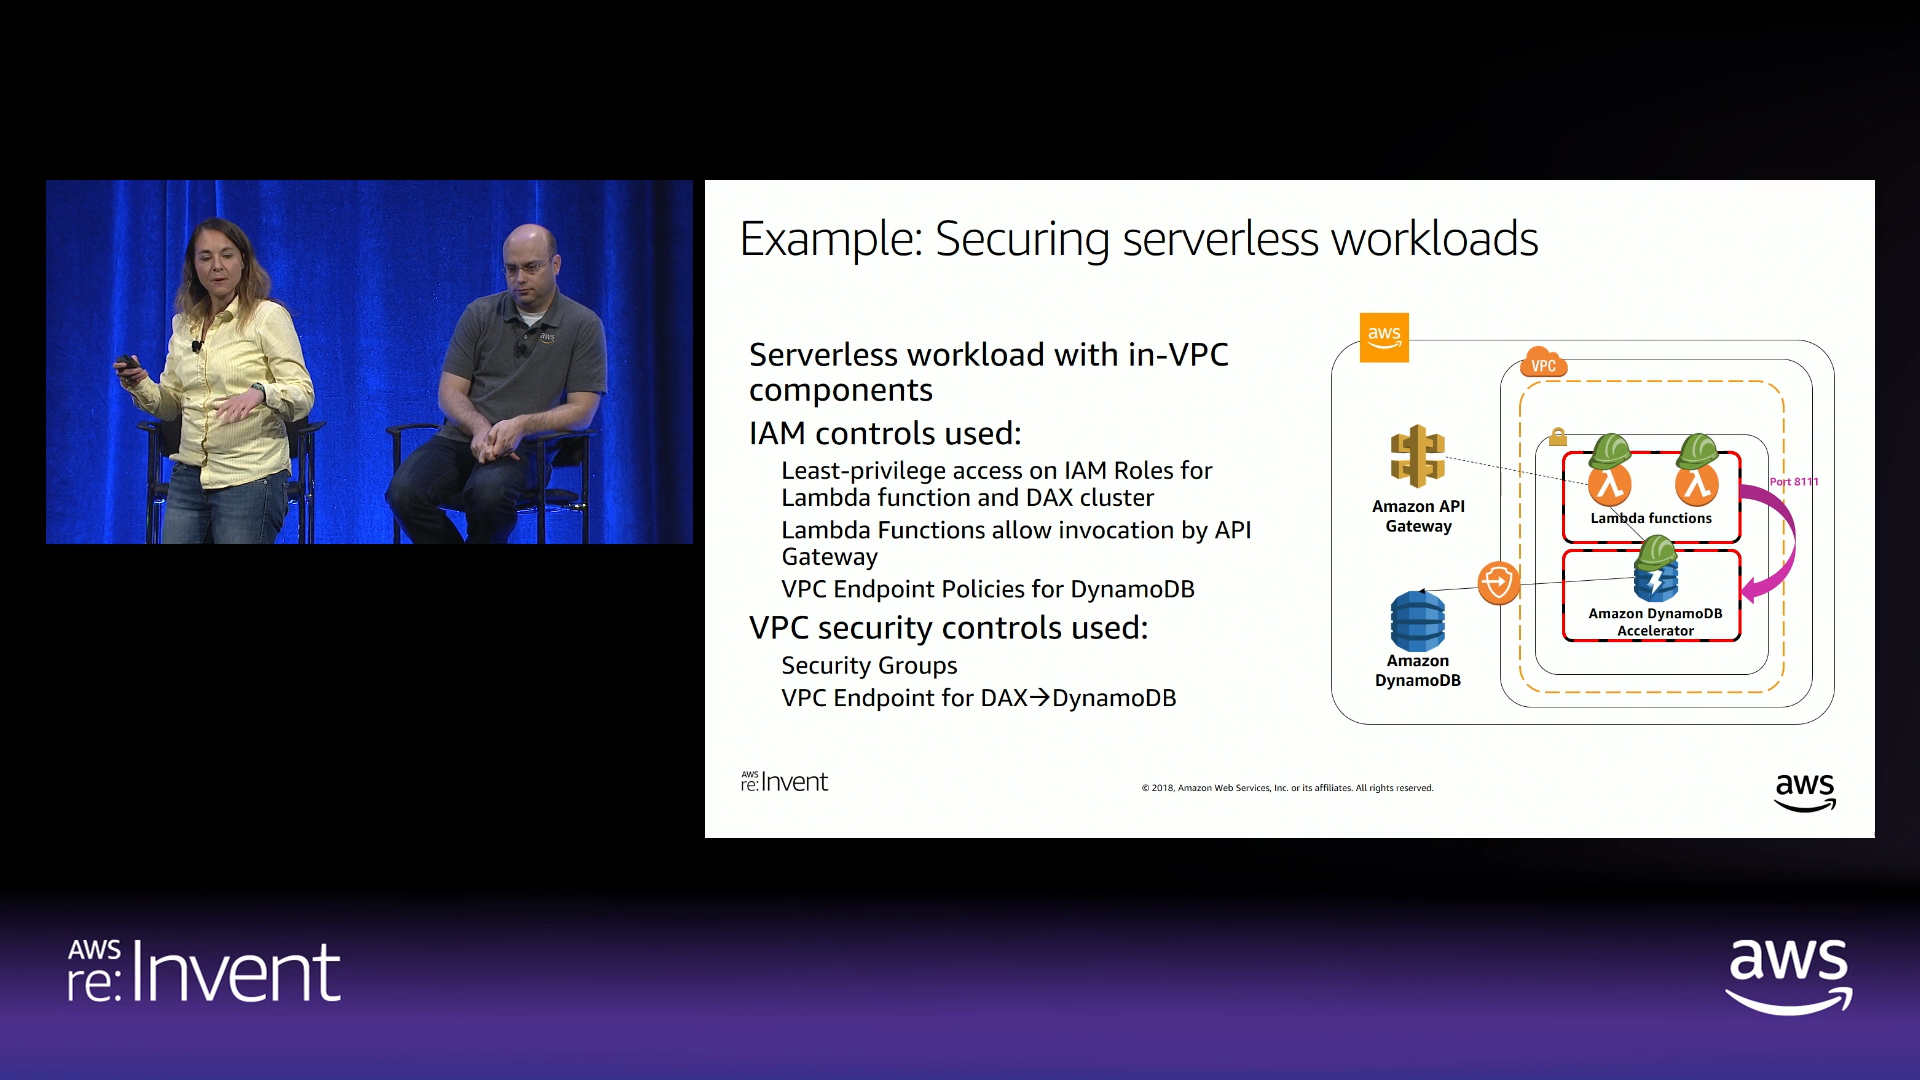 Example: Securing serverless workloads
Serverless workload with in-VPC
components
IAM controls used:
Least-privilege access on IAM Roles for
Lambda function and DAX cluster
Lambda Functions allow invocation by API
Gateway
VPC Endpoint Policies for DynamoDB
VPC security controls used:
Security Groups
VPC Endpoint for DAX→DynamoDB
aws
VPC
Amazon API
Gateway
Lambda functions
Port 8111
Amazon DynamoDB
Accelerator
Amazon
DynamoDB
AWS
re:Invent
© 2018, Amazon Web Services, Inc. or its affiliates. All rights reserved.
aws
aws
AWS
re:Invent
aws